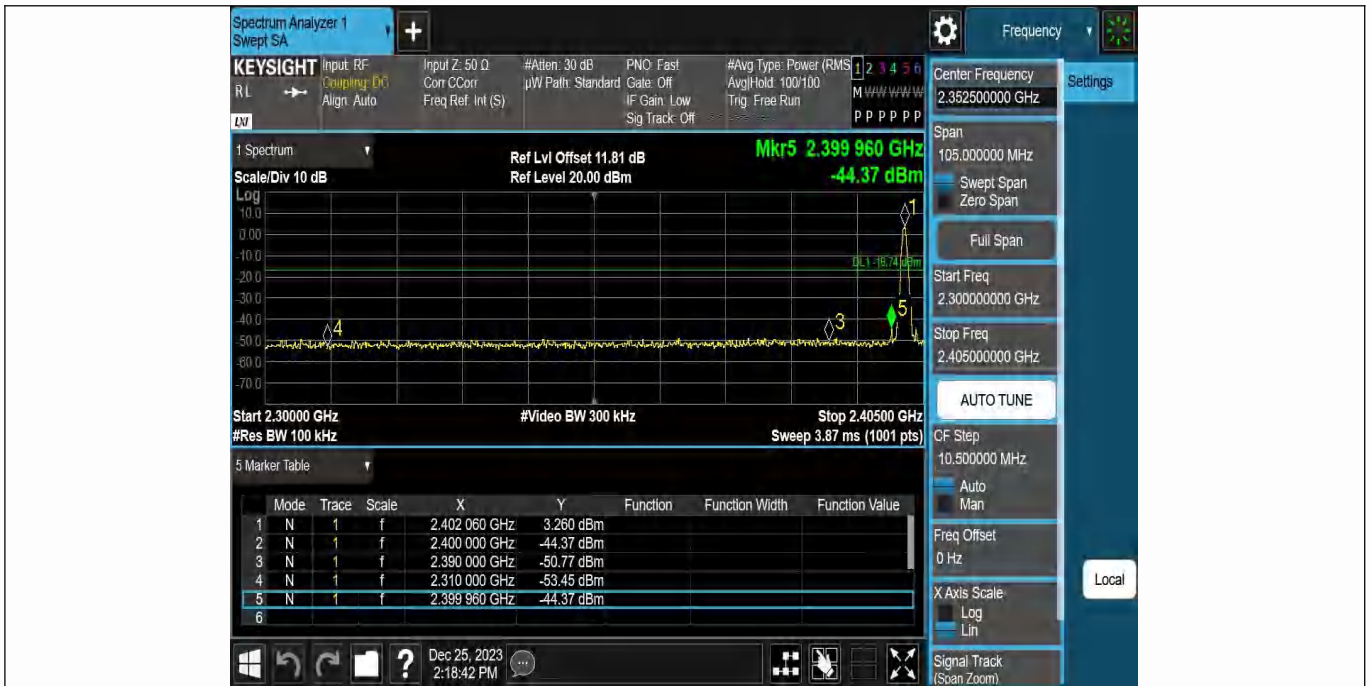 Spectrum Analyzer 1
Swept SA
+
Frequency
KEYSIGHT
RL
LXI
Input: RF
Coupling: DC
Align: Auto
Input Z: 50 Ω
Corr CCorr
Freq Ref: Int (S)
#Atten: 30 dB
µW Path: Standard
PNO: Fast
Gate: Off
IF Gain: Low
Sig Track: Off
#Avg Type: Power (RMS
Avg|Hold: 100/100
Trig: Free Run
1 2 3 4 5 6
M W W W W W
P P P P P P
1 Spectrum
Scale/Div 10 dB
Ref Lvl Offset 11.81 dB
Ref Level 20.00 dBm
Mkr5 2.399 960 GHz
-44.37 dBm
Log
10.0
0.00
-10.0
-20.0
-30.0
-40.0
-50.0
-60.0
-70.0
1
5
3
4
Start 2.30000 GHz
#Res BW 100 kHz
#Video BW 300 kHz
Stop 2.40500 GHz
Sweep 3.87 ms (1001 pts)
5 Marker Table
Mode Trace Scale X Y Function Function Width Function Value
1 N 1 f 2.402 060 GHz 3.260 dBm
2 N 1 f 2.400 000 GHz -44.37 dBm
3 N 1 f 2.390 000 GHz -50.77 dBm
4 N 1 f 2.310 000 GHz -53.45 dBm
5 N 1 f 2.399 960 GHz -44.37 dBm
6
?
Dec 25, 2023
2:18:42 PM
Center Frequency
2.352500000 GHz
Settings
Span
105.000000 MHz
Swept Span
Zero Span
Full Span
Start Freq
2.300000000 GHz
Stop Freq
2.405000000 GHz
AUTO TUNE
CF Step
10.500000 MHz
Auto
Man
Freq Offset
0 Hz
X Axis Scale
Log
Lin
Local
Signal Track
(Span Zoom)